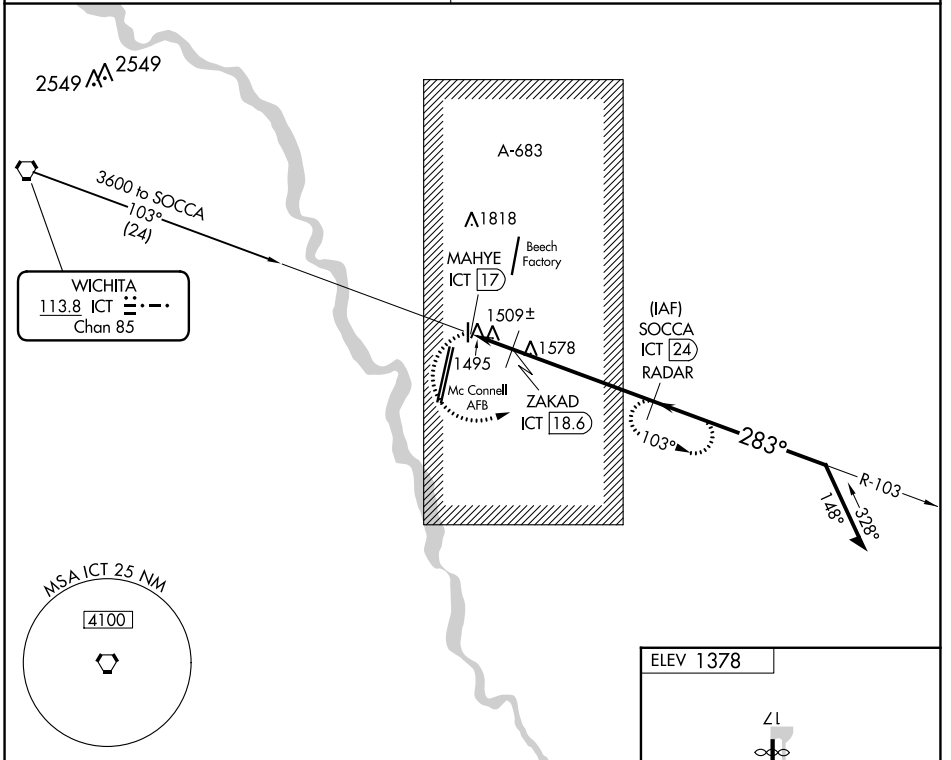 2549 2549
A-683
3600 to SOCCA
103°
(24)
1818
Beech
Factory
MAHYE
ICT 17
WICHITA
113.8 ICT
Chan 85
1509±
(IAF)
SOCCA
ICT 24
RADAR
1578
1495
Mc Connell
AFB
ZAKAD
ICT 18.6
103°
283°
R-103
148°
328°
MSA ICT 25 NM
4100
ELEV 1378
17